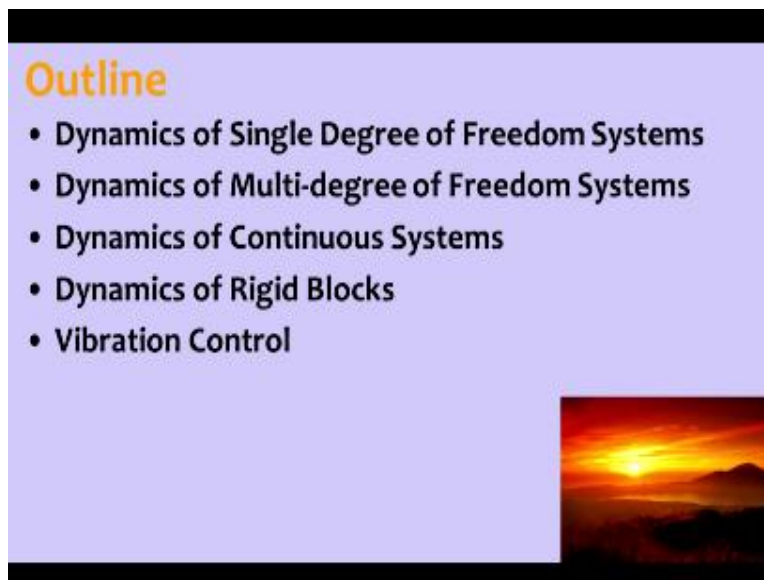 Outline
• Dynamics of Single Degree of Freedom Systems
• Dynamics of Multi-degree of Freedom Systems
• Dynamics of Continuous Systems
• Dynamics of Rigid Blocks
• Vibration Control